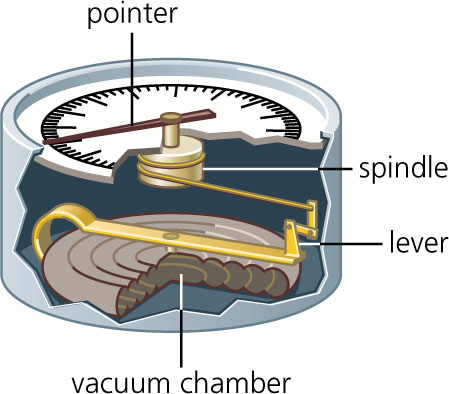 pointer
spindle
lever
vacuum chamber